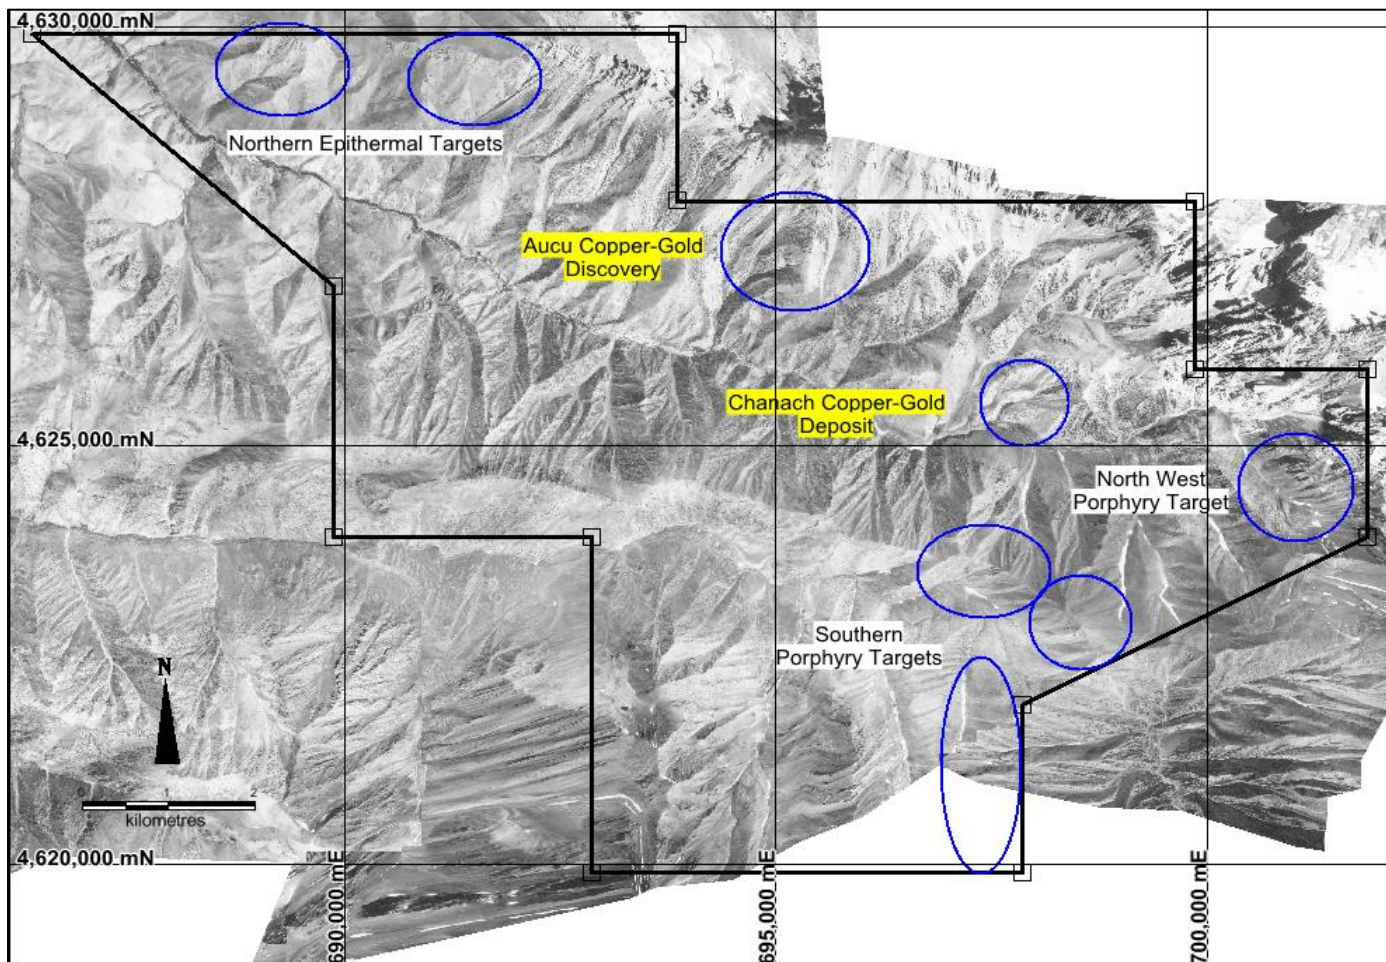 4,630,000 mN
Northern Epithermal Targets
Aucu Copper-Gold
Discovery
Chanach Copper-Gold
Deposit
4,625,000 mN
North West
Porphyry Target
Southern
Porphyry Targets
N
0 1 2
kilometres
4,620,000 mN
690,000 mE
695,000 mE
700,000 mE